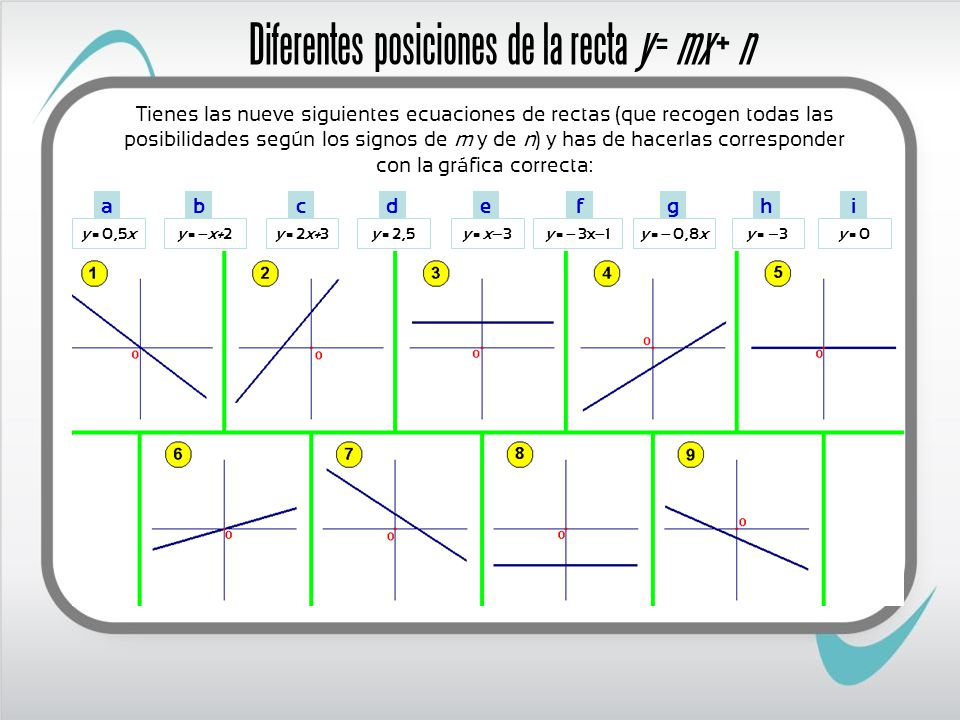 Diferentes posiciones de la recta y = mx + n
Tienes las nueve siguientes ecuaciones de rectas (que recogen todas las
posibilidades según los signos de m y de n) y has de hacerlas corresponder
con la gráfica correcta:
a b c d e f g h i
y = 0,5x y = –x+2 y = 2x+3 y = 2,5 y = x–3 y = – 3x–1 y = – 0,8x y = –3 y = 0
1 2 3 4 5
0 0 0 0 0
6 7 8 9
0 0 0 0